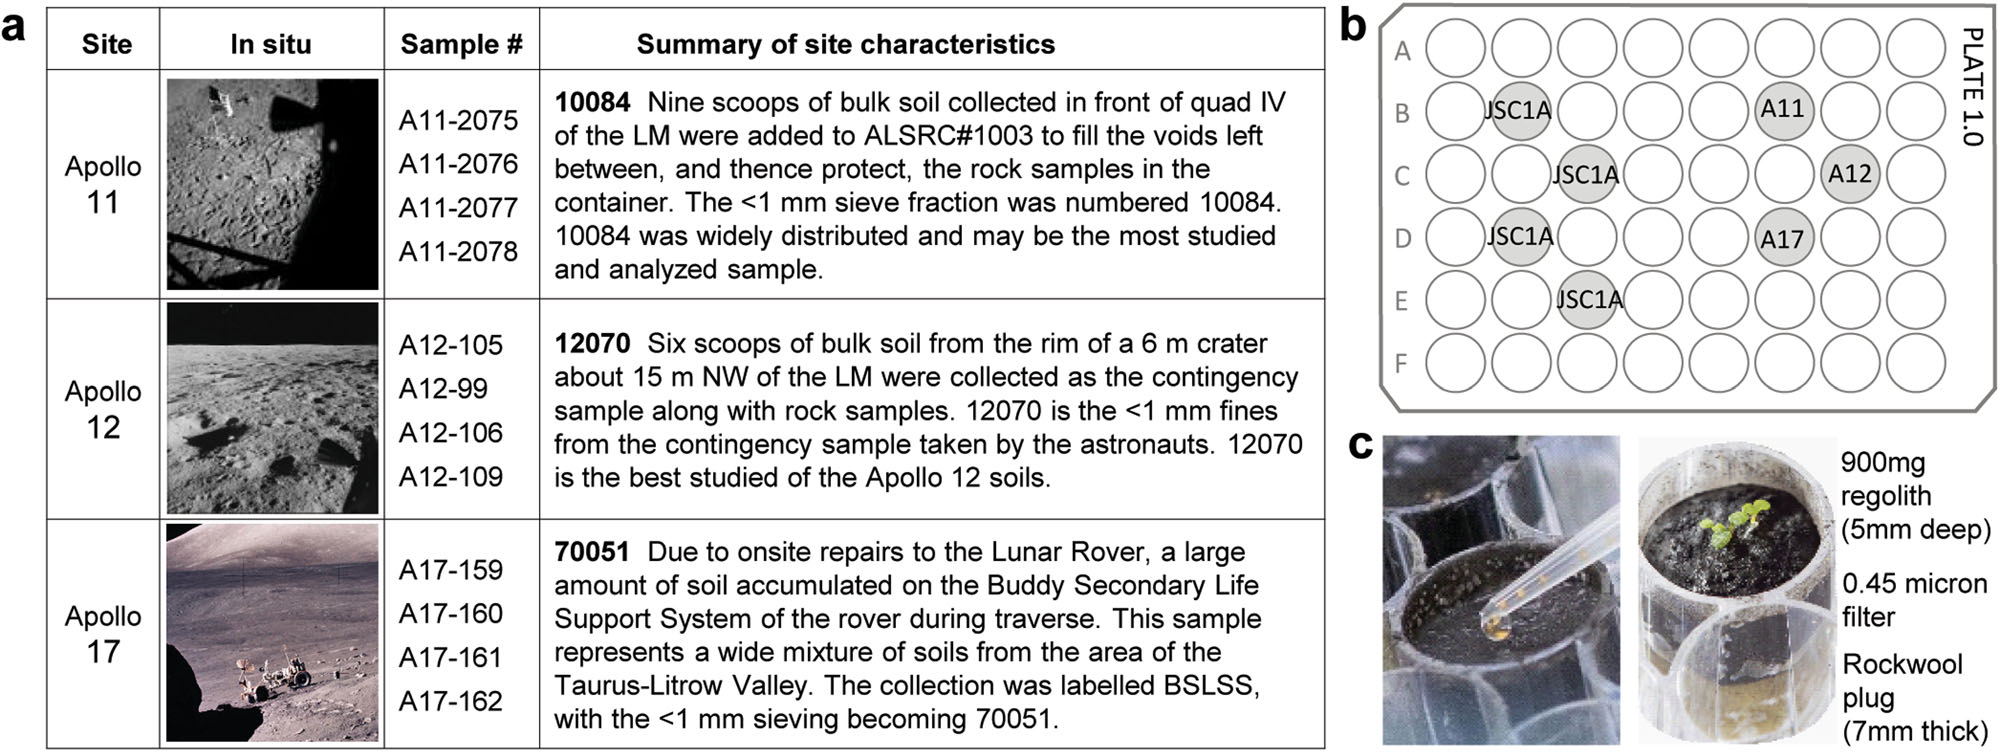 a
Site In situ Sample # Summary of site characteristics
Apollo
11
A11-2075
A11-2076
A11-2077
A11-2078
10084 Nine scoops of bulk soil collected in front of quad IV
of the LM were added to ALSRC#1003 to fill the voids left
between, and thence protect, the rock samples in the
container. The <1 mm sieve fraction was numbered 10084.
10084 was widely distributed and may be the most studied
and analyzed sample.
Apollo
12
A12-105
A12-99
A12-106
A12-109
12070 Six scoops of bulk soil from the rim of a 6 m crater
about 15 m NW of the LM were collected as the contingency
sample along with rock samples. 12070 is the <1 mm fines
from the contingency sample taken by the astronauts. 12070
is the best studied of the Apollo 12 soils.
Apollo
17
A17-159
A17-160
A17-161
A17-162
70051 Due to onsite repairs to the Lunar Rover, a large
amount of soil accumulated on the Buddy Secondary Life
Support System of the rover during traverse. This sample
represents a wide mixture of soils from the area of the
Taurus-Litrow Valley. The collection was labelled BSLSS,
with the <1 mm sieving becoming 70051.
b
PLATE 1.0
A
B JSC1A A11
C JSC1A A12
D JSC1A A17
E JSC1A
F
c
900mg
regolith
(5mm deep)
0.45 micron
filter
Rockwool
plug
(7mm thick)